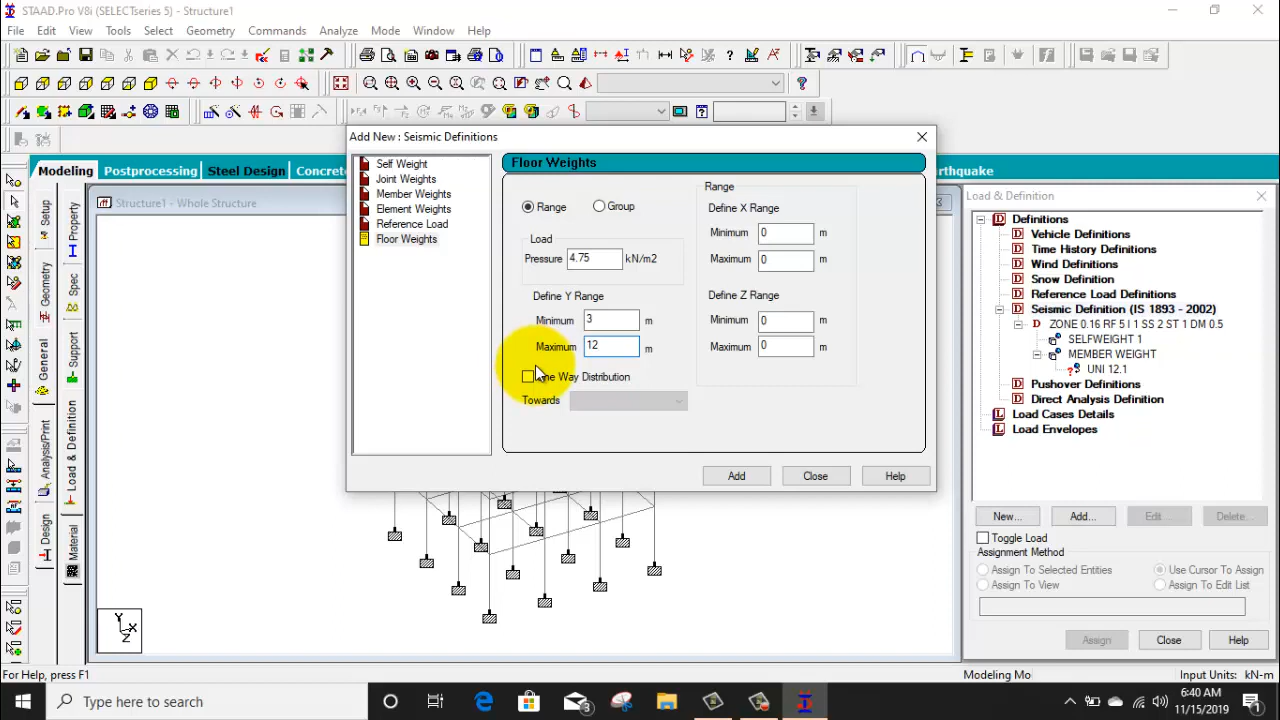 STAAD.Pro V8i (SELECTseries 5) - Structure1
File Edit View Tools Select Geometry Commands Analyze Mode Window Help
Modeling Postprocessing Steel Design Concrete arthquake
Structure1 - Whole Structure
Setup
Geometry
General
Analysis/Print
Design
Property
Spec
Support
Load & Definition
Material
Add New : Seismic Definitions
Self Weight
Joint Weights
Member Weights
Element Weights
Reference Load
Floor Weights
Floor Weights
Range Group
Load
Pressure 4.75 kN/m2
Define Y Range
Minimum 3 m
Maximum 12 m
One Way Distribution
Towards
Range
Define X Range
Minimum 0 m
Maximum 0 m
Define Z Range
Minimum 0 m
Maximum 0 m
Add Close Help
Load & Definition
Definitions
Vehicle Definitions
Time History Definitions
Wind Definitions
Snow Definition
Reference Load Definitions
Seismic Definition (IS 1893 - 2002)
ZONE 0.16 RF 5 I 1 SS 2 ST 1 DM 0.5
SELFWEIGHT 1
MEMBER WEIGHT
UNI 12.1
Pushover Definitions
Direct Analysis Definition
Load Cases Details
Load Envelopes
New... Add... Edit... Delete...
Toggle Load
Assignment Method
Assign To Selected Entities Use Cursor To Assign
Assign To View Assign To Edit List
Assign Close Help
Y
X
Z
For Help, press F1 Modeling Mo Input Units: kN-m
Type here to search
3
6:40 AM
11/15/2019
1